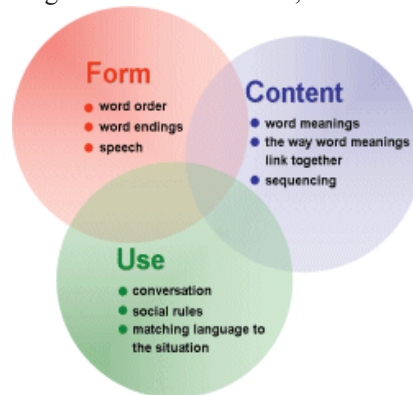 Form
word order
word endings
speech
Content
word meanings
the way word meanings
link together
sequencing
Use
conversation
social rules
matching language to
the situation